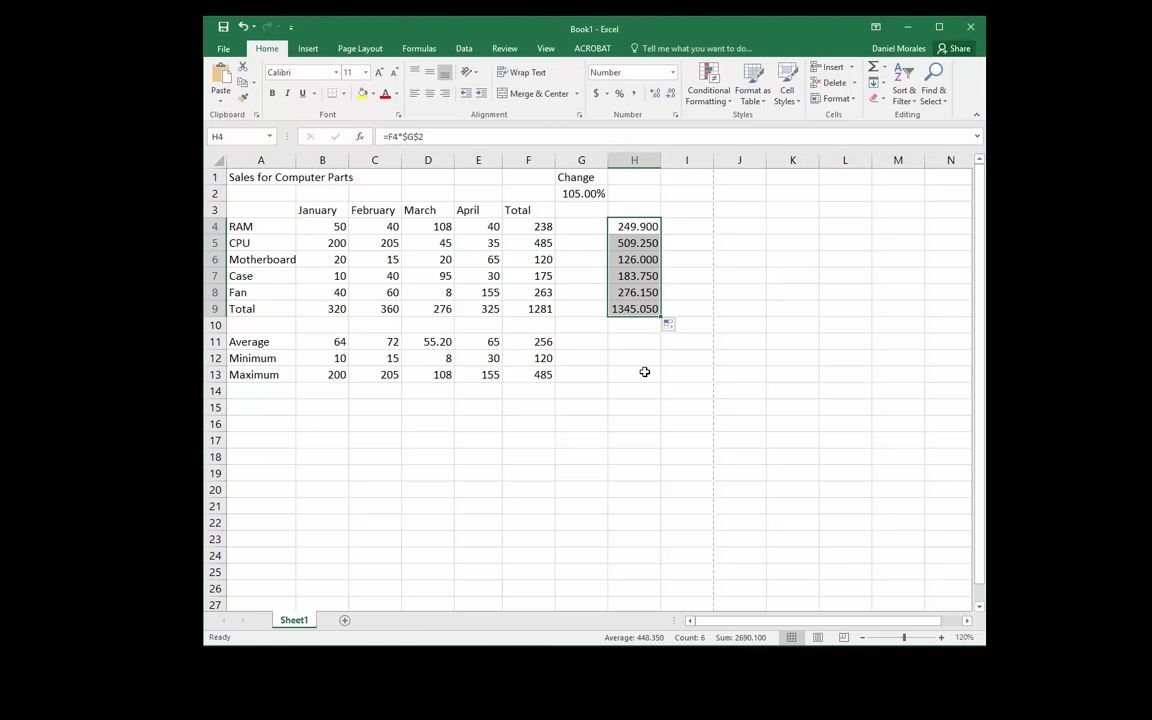 Book1 - Excel
File Home Insert Page Layout Formulas Data Review View ACROBAT Tell me what you want to do... Daniel Morales Share
Paste Calibri 11 A A Wrap Text Number Conditional Formatting Format as Table Cell Styles Insert Delete Format Sort & Filter Find & Select
B I U A Merge & Center $ % ,
Clipboard Font Alignment Number Styles Cells Editing
H4 fx =F4*$G$2
A B C D E F G H I J K L M N
1 Sales for Computer Parts Change
2 105.00%
3 January February March April Total
4 RAM 50 40 108 40 238 249.900
5 CPU 200 205 45 35 485 509.250
6 Motherboard 20 15 20 65 120 126.000
7 Case 10 40 95 30 175 183.750
8 Fan 40 60 8 155 263 276.150
9 Total 320 360 276 325 1281 1345.050
10
11 Average 64 72 55.20 65 256
12 Minimum 10 15 8 30 120
13 Maximum 200 205 108 155 485
14
15
16
17
18
19
20
21
22
23
24
25
26
27
Sheet1
Ready Average: 448.350 Count: 6 Sum: 2690.100 120%